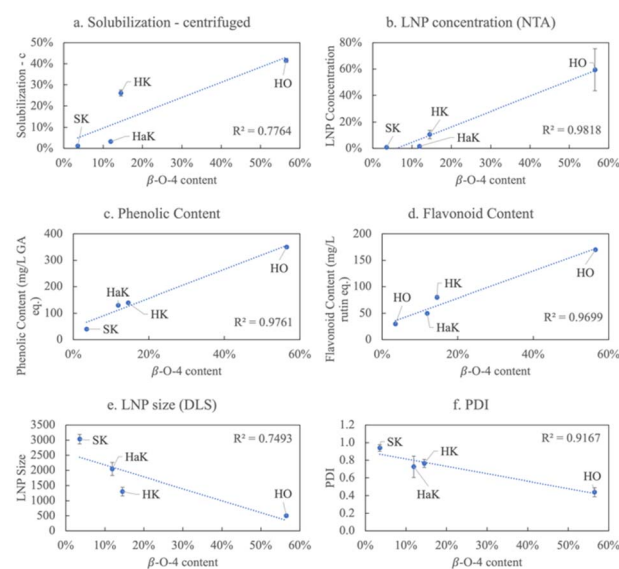 a. Solubilization - centrifuged
Solubilization - c
50%
40%
30%
20%
10%
0%
SK
HK
HaK
HO
R² = 0.7764
0% 10% 20% 30% 40% 50% 60%
β-O-4 content
b. LNP concentration (NTA)
LNP Cconcentration
80%
60%
40%
20%
0%
SK
HK
HaK
HO
R² = 0.9818
0% 10% 20% 30% 40% 50% 60%
β-O-4 content
c. Phenolic Content
Phenolic Content (mg/L GA
eq.)
400
300
200
100
0
SK
HaK
HK
HO
R² = 0.9761
0% 20% 40% 60%
β-O-4 content
d. Flavonoid Content
Flavonoid Content (mg/L
rutin eq.)
200
150
100
50
0
HO
HK
HaK
HO
R² = 0.9699
0% 20% 40% 60%
β-O-4 content
e. LNP size (DLS)
LNP Size
3500
3000
2500
2000
1500
1000
500
0
SK
HaK
HK
HO
R² = 0.7493
0% 10% 20% 30% 40% 50% 60%
β-O-4 content
f. PDI
PDI
1.2
1.0
0.8
0.6
0.4
0.2
0.0
SK
HK
HaK
HO
R² = 0.9167
0% 10% 20% 30% 40% 50% 60%
β-O-4 content